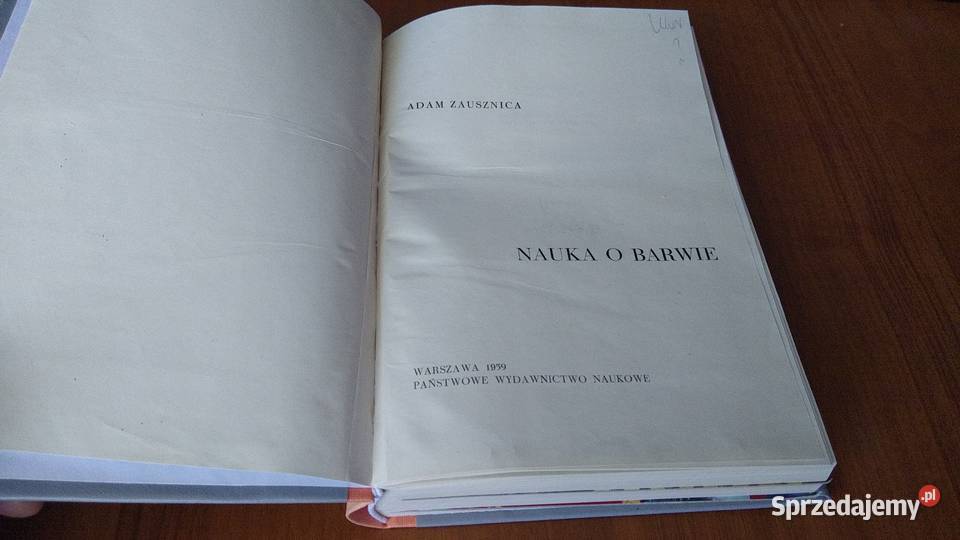 ADAM ZAUSZNICA
NAUKA O BARWIE
WARSZAWA 1959
PAŃSTWOWE WYDAWNICTWO NAUKOWE
Sprzedajemy.pl